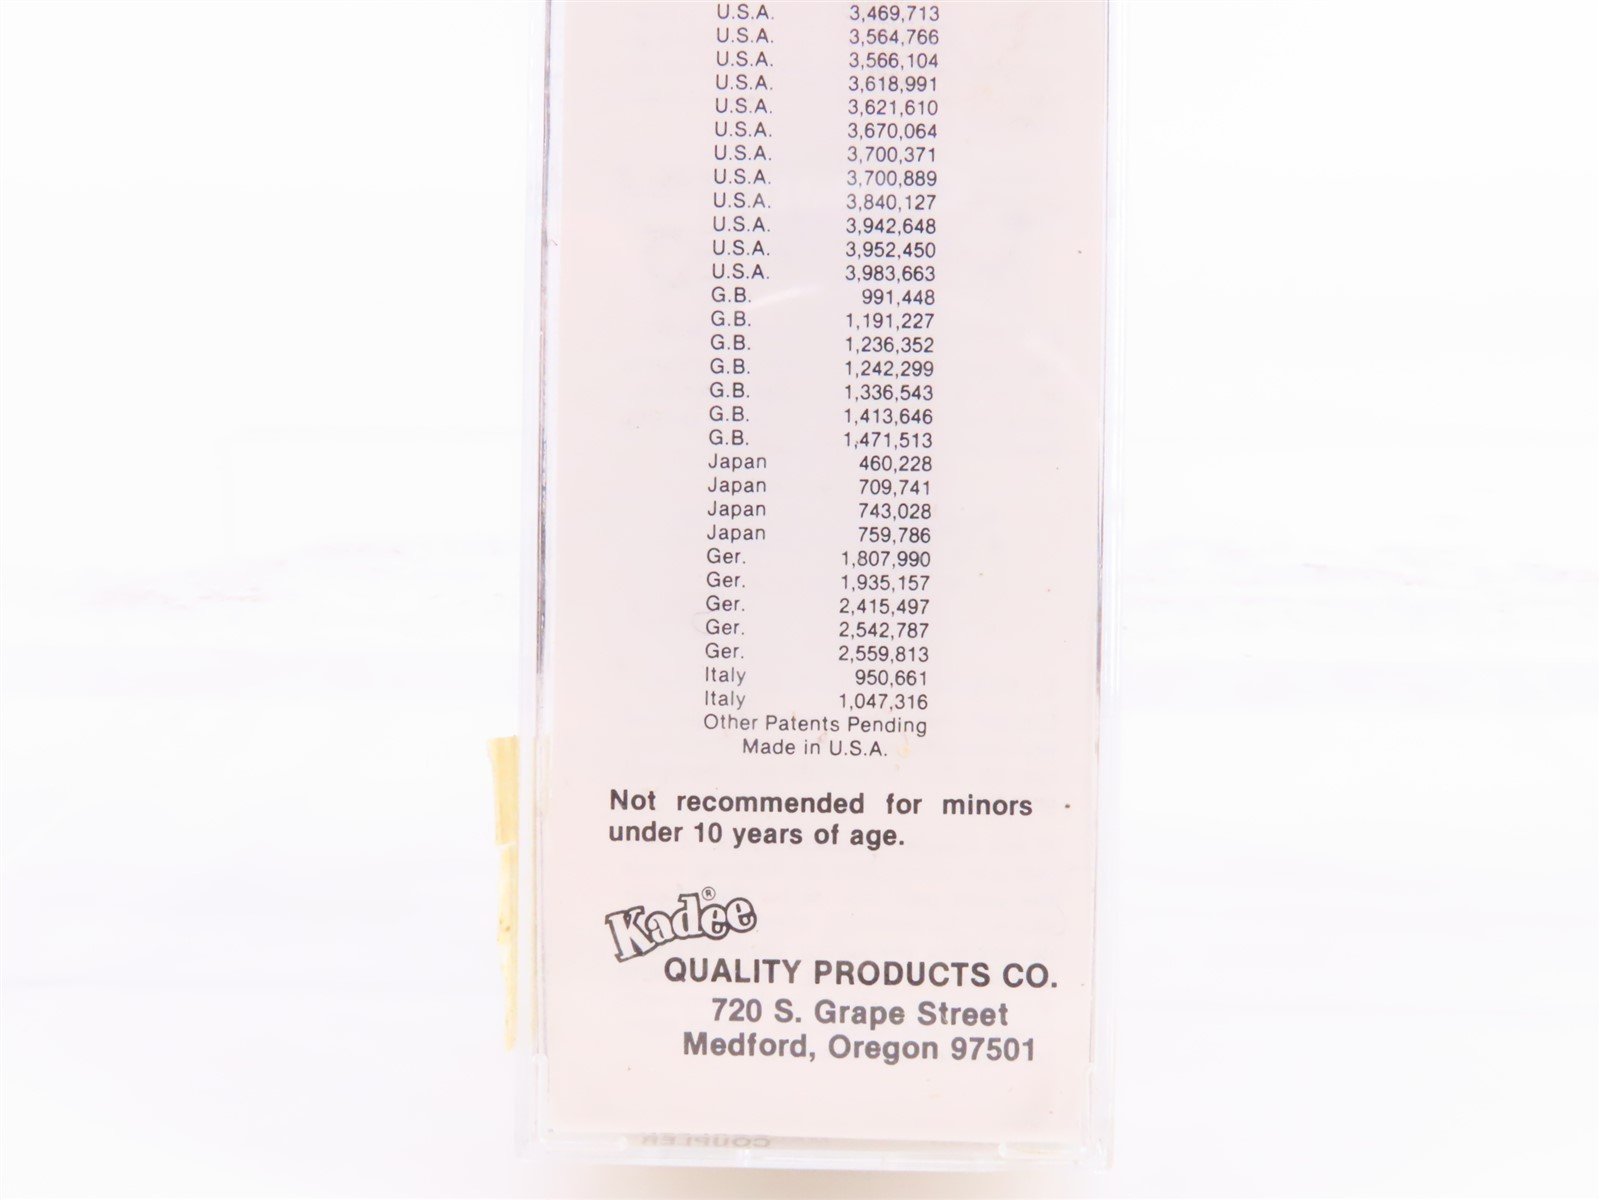 U.S.A. 3,469,713
U.S.A. 3,564,766
U.S.A. 3,566,104
U.S.A. 3,618,991
U.S.A. 3,621,610
U.S.A. 3,670,064
U.S.A. 3,700,371
U.S.A. 3,700,889
U.S.A. 3,840,127
U.S.A. 3,942,648
U.S.A. 3,952,450
U.S.A. 3,983,663
G.B. 991,448
G.B. 1,191,227
G.B. 1,236,352
G.B. 1,242,299
G.B. 1,336,543
G.B. 1,413,646
G.B. 1,471,513
Japan 460,228
Japan 709,741
Japan 743,028
Japan 759,786
Ger. 1,807,990
Ger. 1,935,157
Ger. 2,415,497
Ger. 2,542,787
Ger. 2,559,813
Italy 950,661
Italy 1,047,316
Other Patents Pending
Made in U.S.A.
Not recommended for minors
under 10 years of age.
Kadee®
QUALITY PRODUCTS CO.
720 S. Grape Street
Medford, Oregon 97501
COUPLER